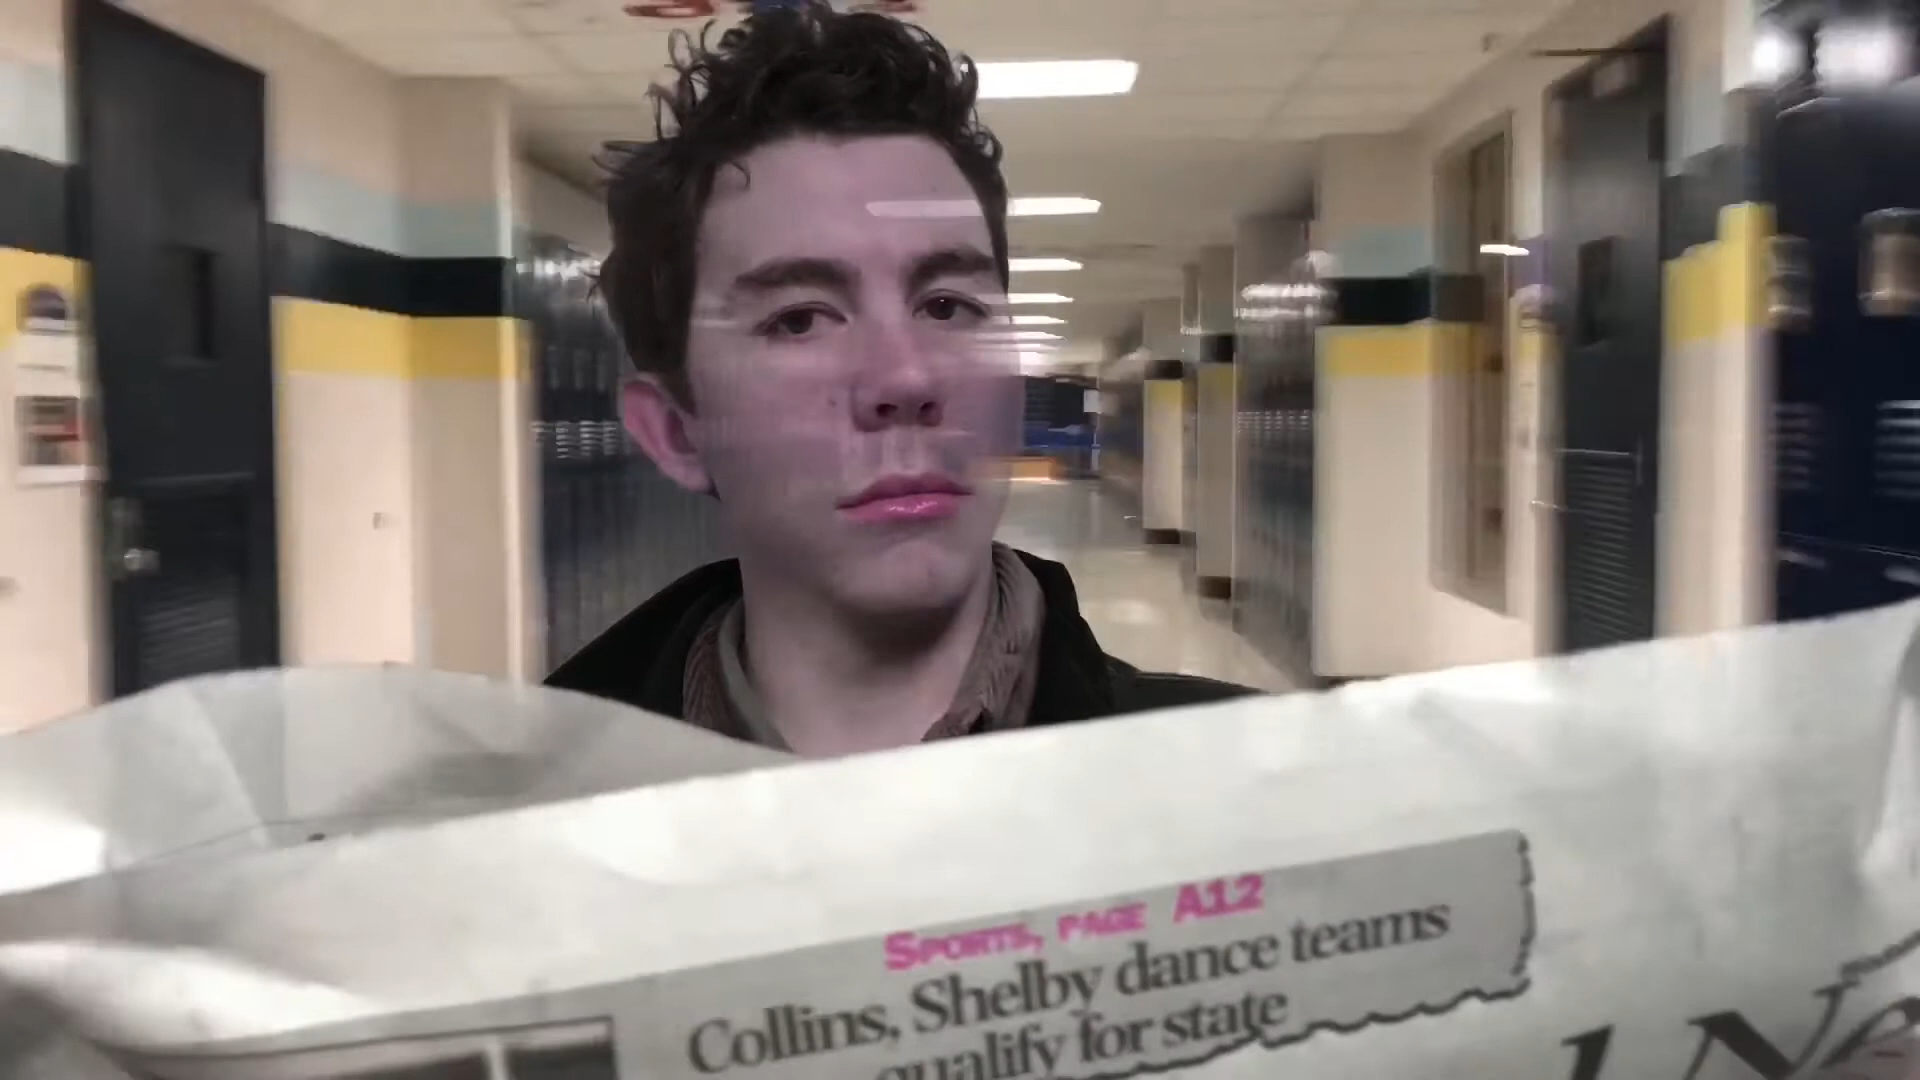 Sports, page A12
Collins, Shelby dance teams
qualify for state